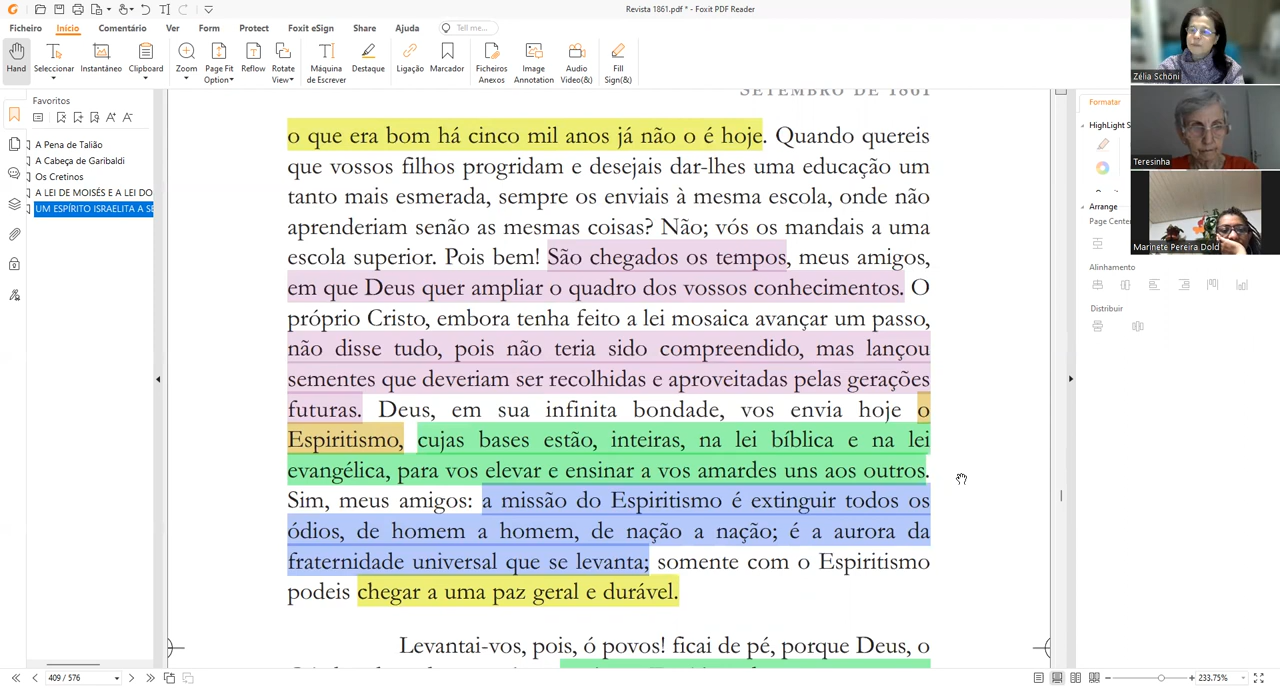 Revista 1861.pdf * - Foxit PDF Reader
Ficheiro Início Comentário Ver Form Protect Foxit eSign Share Ajuda Tell me...
Hand Seleccionar Instantâneo Clipboard Zoom Page Fit Option Reflow Rotate View Máquina de Escrever Destaque Ligação Marcador Ficheiros Anexos Image Annotation Audio Video(&) Fill Sign(&)
Favoritos
A Pena de Talião
A Cabeça de Garibaldi
Os Cretinos
A LEI DE MOISÉS E A LEI DO
UM ESPÍRITO ISRAELITA A SE
SETEMBRO DE 1861
o que era bom há cinco mil anos já não o é hoje. Quando quereis
que vossos filhos progridam e desejais dar-lhes uma educação um
tanto mais esmerada, sempre os enviais à mesma escola, onde não
aprenderiam senão as mesmas coisas? Não; vós os mandais a uma
escola superior. Pois bem! São chegados os tempos, meus amigos,
em que Deus quer ampliar o quadro dos vossos conhecimentos. O
próprio Cristo, embora tenha feito a lei mosaica avançar um passo,
não disse tudo, pois não teria sido compreendido, mas lançou
sementes que deveriam ser recolhidas e aproveitadas pelas gerações
futuras. Deus, em sua infinita bondade, vos envia hoje o
Espiritismo, cujas bases estão, inteiras, na lei bíblica e na lei
evangélica, para vos elevar e ensinar a vos amardes uns aos outros.
Sim, meus amigos: a missão do Espiritismo é extinguir todos os
ódios, de homem a homem, de nação a nação; é a aurora da
fraternidade universal que se levanta; somente com o Espiritismo
podeis chegar a uma paz geral e durável.
Levantai-vos, pois, ó povos! ficai de pé, porque Deus, o
Zélia Schöni
Teresinha
Marinete Pereira Dold
Formatar
HighLight S
Arrange
Page Center
Alinhamento
Distribuir
409 / 576
233.75%